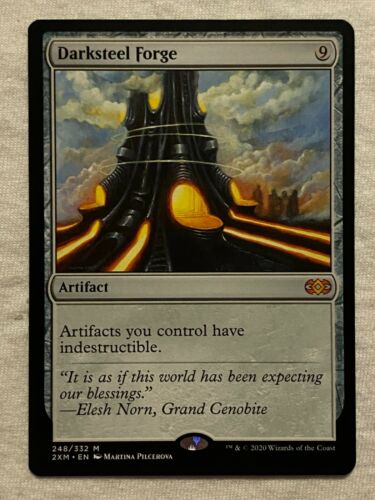 Darksteel Forge 9
Artifact
Artifacts you control have
indestructible.
“It is as if this world has been expecting
our blessings.”
—Elesh Norn, Grand Cenobite
248/332 M
2XM • EN Martina Pilcerova
™ & © 2020 Wizards of the Coast